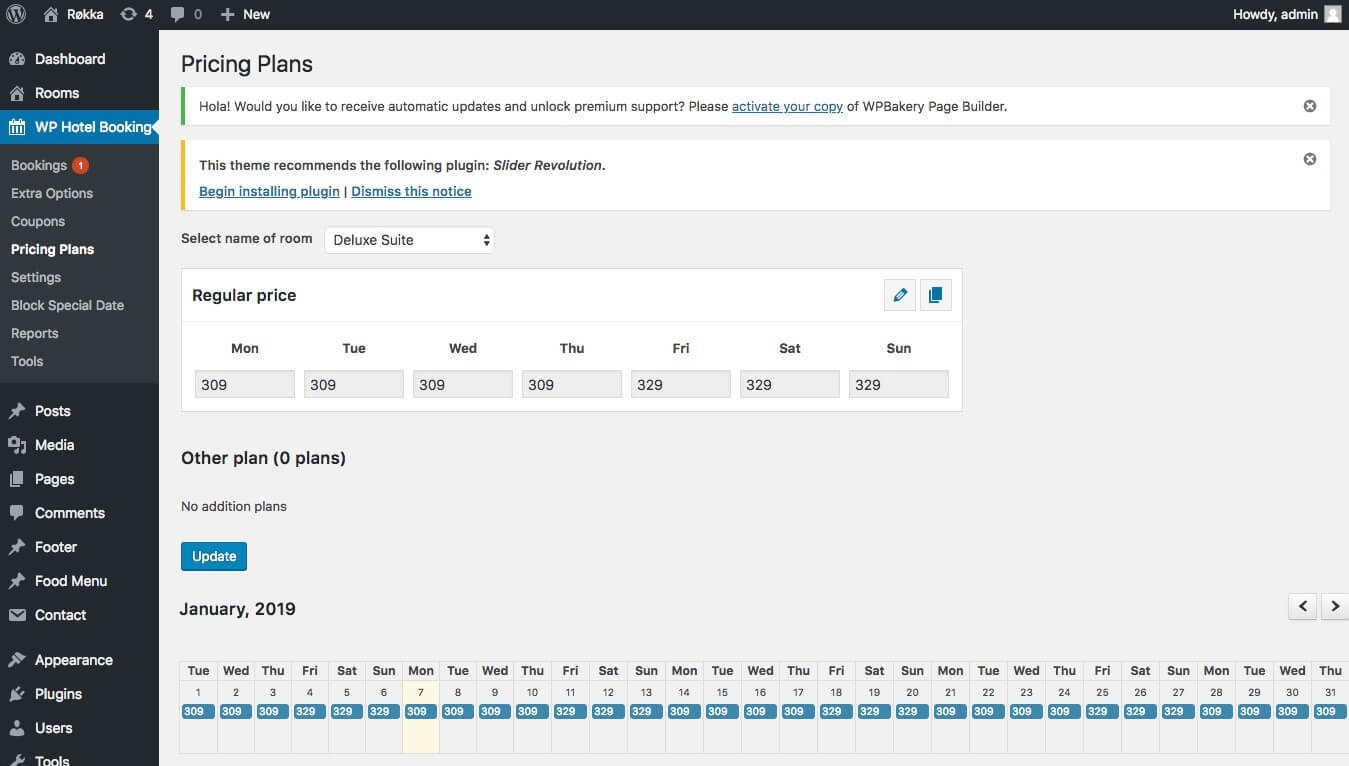 Røkka 4 0 New Howdy, admin
Dashboard
Rooms
WP Hotel Booking
Bookings 1
Extra Options
Coupons
Pricing Plans
Settings
Block Special Date
Reports
Tools
Posts
Media
Pages
Comments
Footer
Food Menu
Contact
Appearance
Plugins
Users
Tools
Pricing Plans
Hola! Would you like to receive automatic updates and unlock premium support? Please activate your copy of WPBakery Page Builder.
This theme recommends the following plugin: Slider Revolution.
Begin installing plugin | Dismiss this notice
Select name of room Deluxe Suite
Regular price
Mon Tue Wed Thu Fri Sat Sun
309 309 309 309 329 329 329
Other plan (0 plans)
No addition plans
Update
January, 2019
Tue Wed Thu Fri Sat Sun Mon Tue Wed Thu Fri Sat Sun Mon Tue Wed Thu Fri Sat Sun Mon Tue Wed Thu Fri Sat Sun Mon Tue Wed Thu
1 2 3 4 5 6 7 8 9 10 11 12 13 14 15 16 17 18 19 20 21 22 23 24 25 26 27 28 29 30 31
309 309 309 329 329 329 309 309 309 309 329 329 329 309 309 309 309 329 329 329 309 309 309 309 329 329 329 309 309 309 309